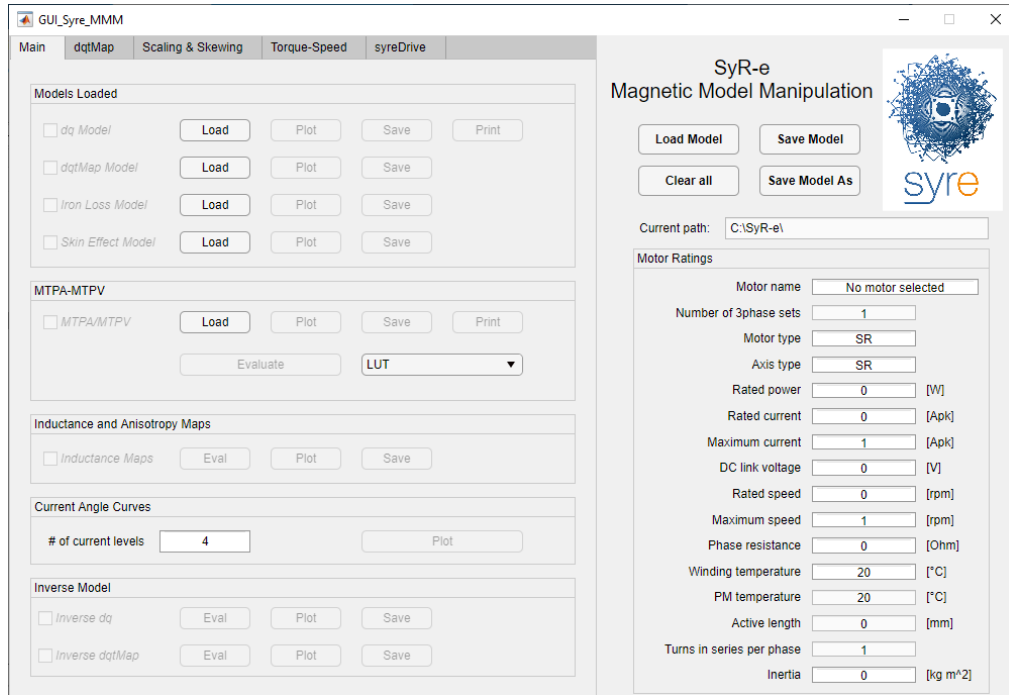 GUI_Syre_MMM
Main dqtMap Scaling & Skewing Torque-Speed syreDrive
Models Loaded
dq Model Load Plot Save Print
dqtMap Model Load Plot Save
Iron Loss Model Load Plot Save
Skin Effect Model Load Plot Save
MTPA-MTPV
MTPA/MTPV Load Plot Save Print
Evaluate LUT
Inductance and Anisotropy Maps
Inductance Maps Eval Plot Save
Current Angle Curves
# of current levels 4 Plot
Inverse Model
Inverse dq Eval Plot Save
Inverse dqtMap Eval Plot Save
SyR-e
Magnetic Model Manipulation
Load Model Save Model
Clear all Save Model As
syre
Current path: C:\SyR-e\
Motor Ratings
Motor name No motor selected
Number of 3phase sets 1
Motor type SR
Axis type SR
Rated power 0 [W]
Rated current 0 [Apk]
Maximum current 1 [Apk]
DC link voltage 0 [V]
Rated speed 0 [rpm]
Maximum speed 1 [rpm]
Phase resistance 0 [Ohm]
Winding temperature 20 [°C]
PM temperature 20 [°C]
Active length 0 [mm]
Turns in series per phase 1
Inertia 0 [kg m^2]